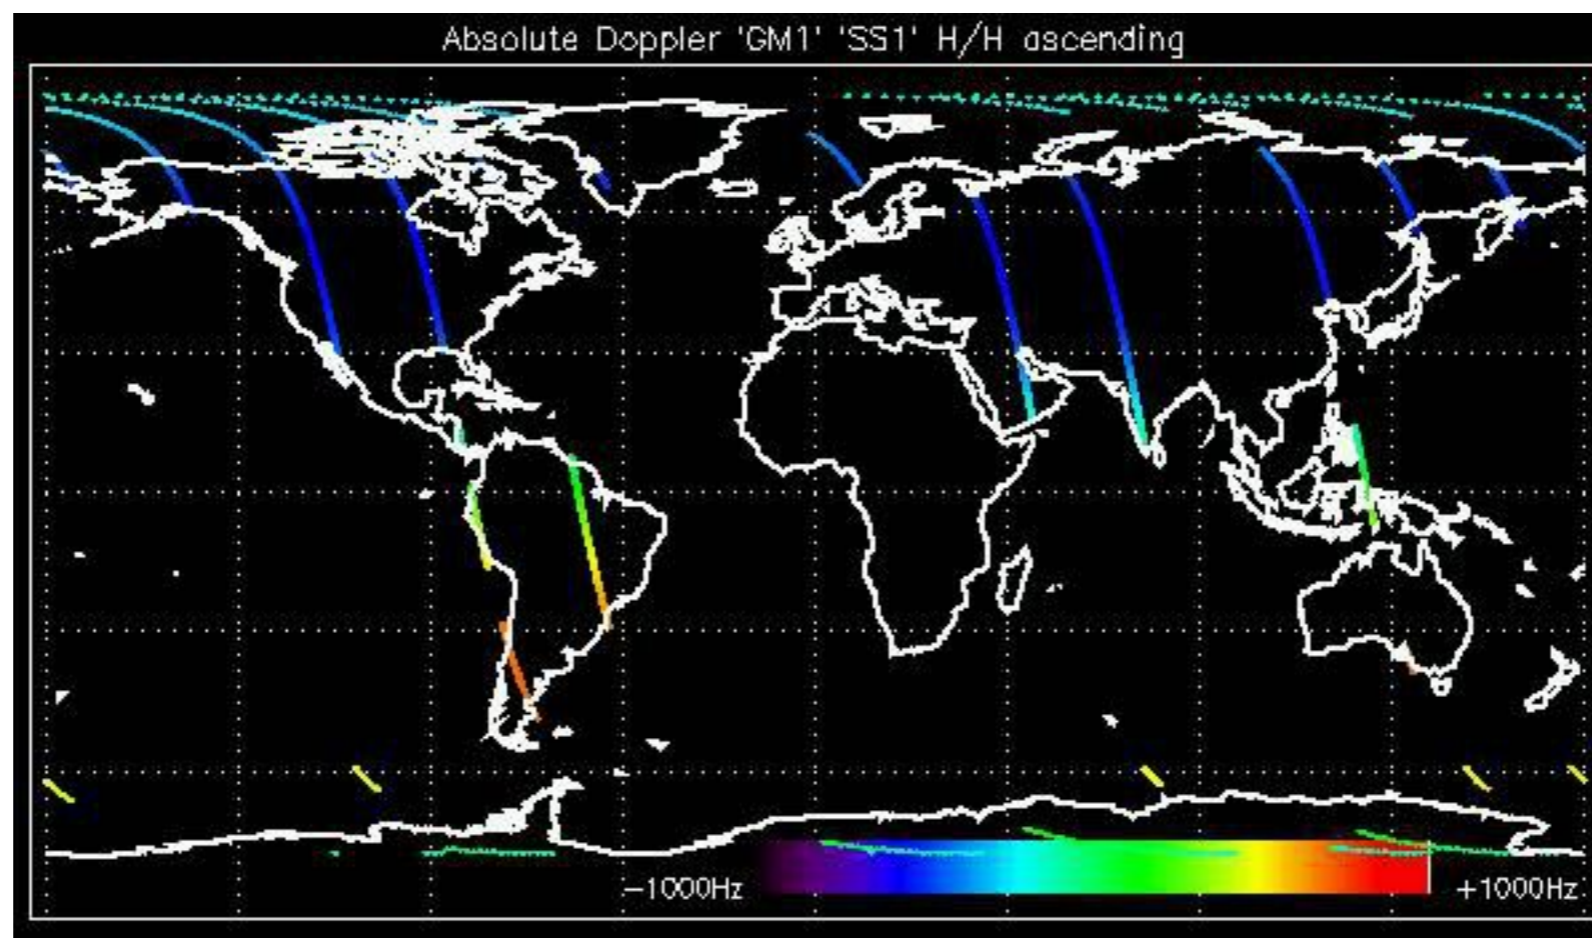 Absolute Doppler 'GM1' 'SS1' H/H ascending
−1000Hz
+1000Hz